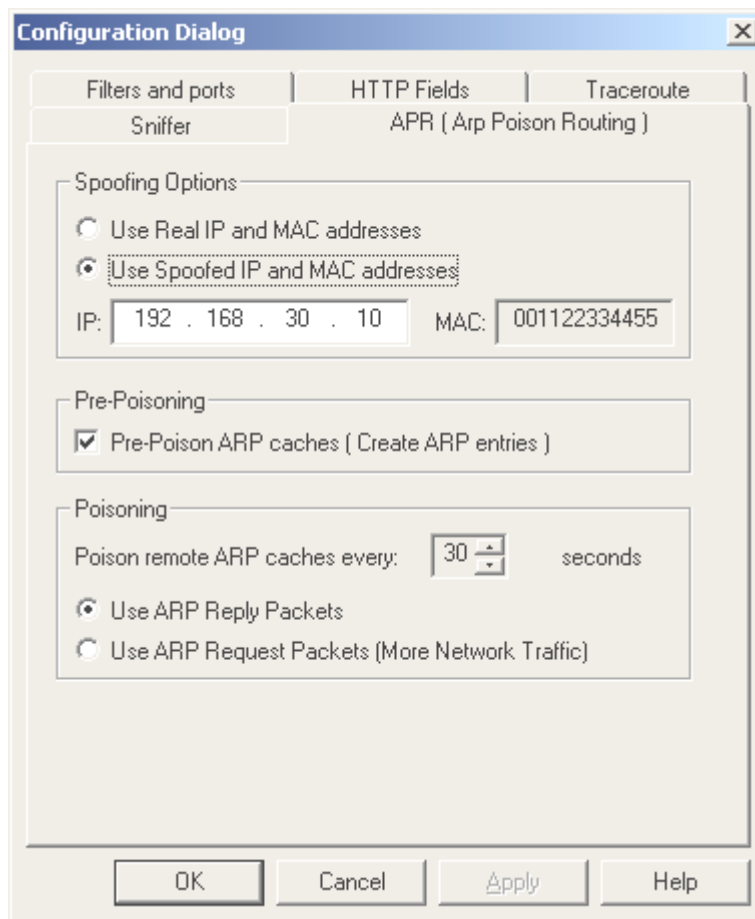 Configuration Dialog
Filters and ports
HTTP Fields
Traceroute
Sniffer
APR ( Arp Poison Routing )
Spoofing Options
Use Real IP and MAC addresses
Use Spoofed IP and MAC addresses
IP: 192 . 168 . 30 . 10 MAC: 001122334455
Pre-Poisoning
Pre-Poison ARP caches ( Create ARP entries )
Poisoning
Poison remote ARP caches every: 30 seconds
Use ARP Reply Packets
Use ARP Request Packets (More Network Traffic)
OK
Cancel
Apply
Help